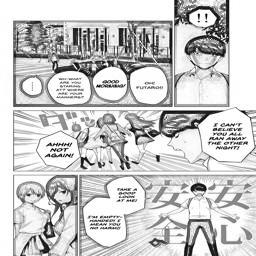 !!
OH! FUTARO!!
GOOD MORNING!
WH-WHAT ARE YOU STARING AT? WHERE ARE YOUR MANNERS?
I CAN'T BELIEVE YOU ALL RAN AWAY THE OTHER NIGHT!
AHHH! NOT AGAIN!
TAKE A GOOD LOOK AT ME!
I'M EMPTY-HANDED! I MEAN YOU NO HARM!
安心
安全